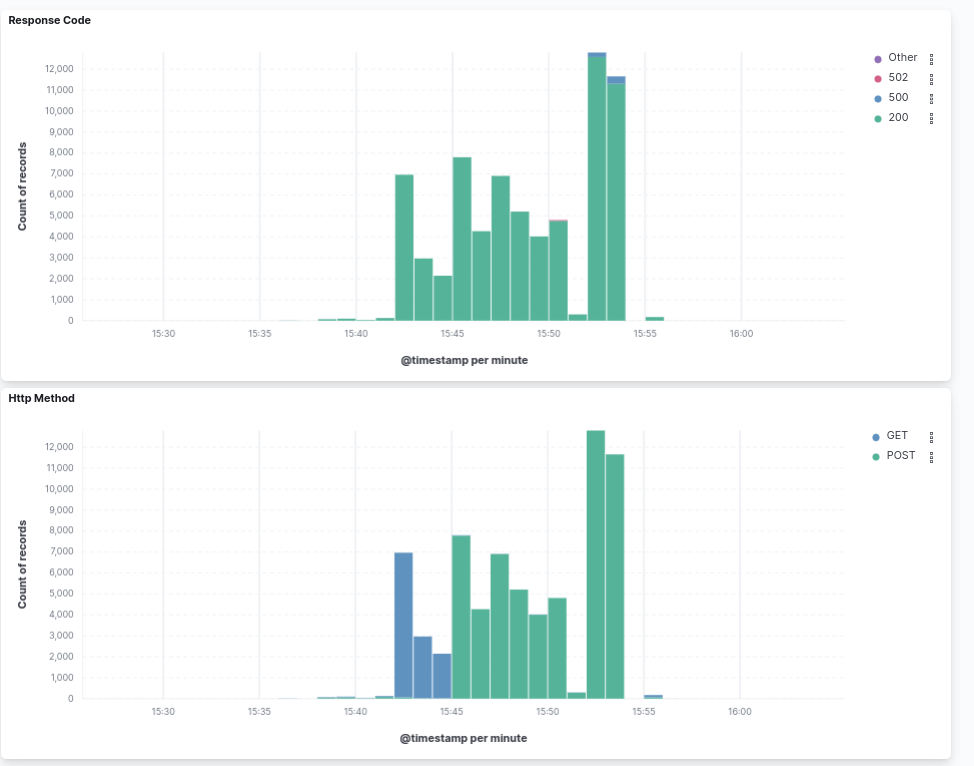 Response Code
12,000
11,000
10,000
9,000
8,000
7,000
6,000
5,000
4,000
3,000
2,000
1,000
0
Count of records
15:30 15:35 15:40 15:45 15:50 15:55 16:00
@timestamp per minute
Other
502
500
200
Http Method
12,000
11,000
10,000
9,000
8,000
7,000
6,000
5,000
4,000
3,000
2,000
1,000
0
Count of records
15:30 15:35 15:40 15:45 15:50 15:55 16:00
@timestamp per minute
GET
POST